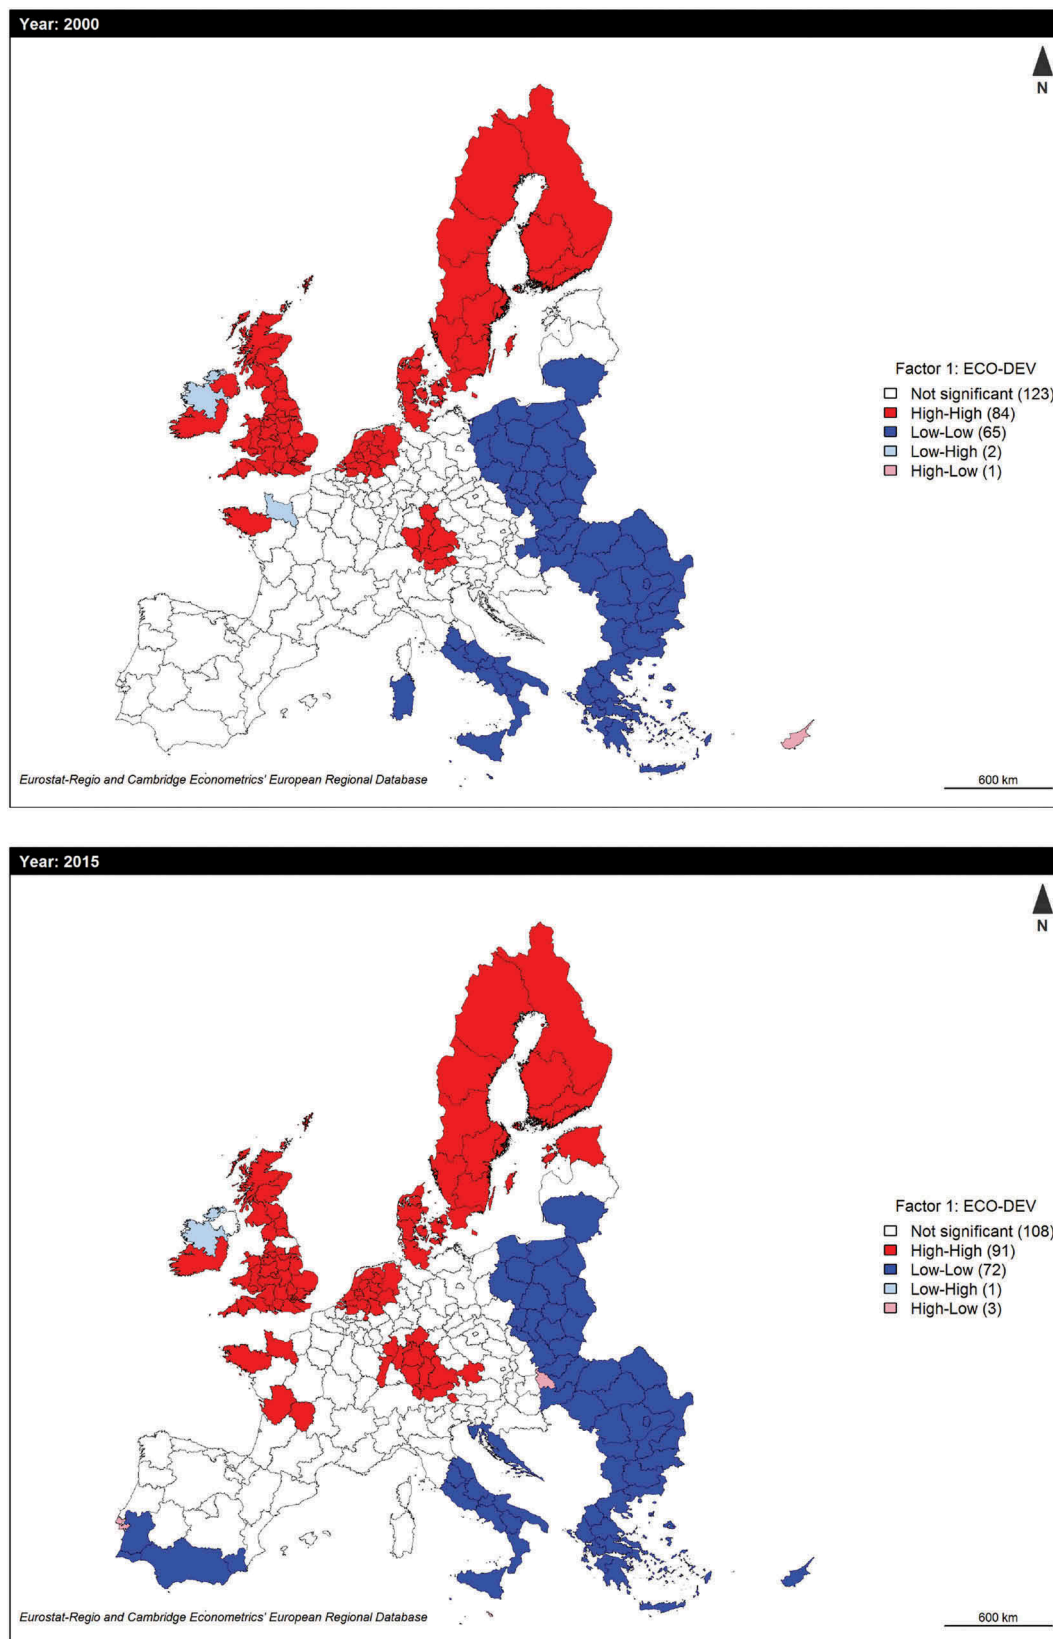 Year: 2000
N
Factor 1: ECO-DEV
Not significant (123)
High-High (84)
Low-Low (65)
Low-High (2)
High-Low (1)
Eurostat-Regio and Cambridge Econometrics' European Regional Database
600 km
Year: 2015
N
Factor 1: ECO-DEV
Not significant (108)
High-High (91)
Low-Low (72)
Low-High (1)
High-Low (3)
Eurostat-Regio and Cambridge Econometrics' European Regional Database
600 km